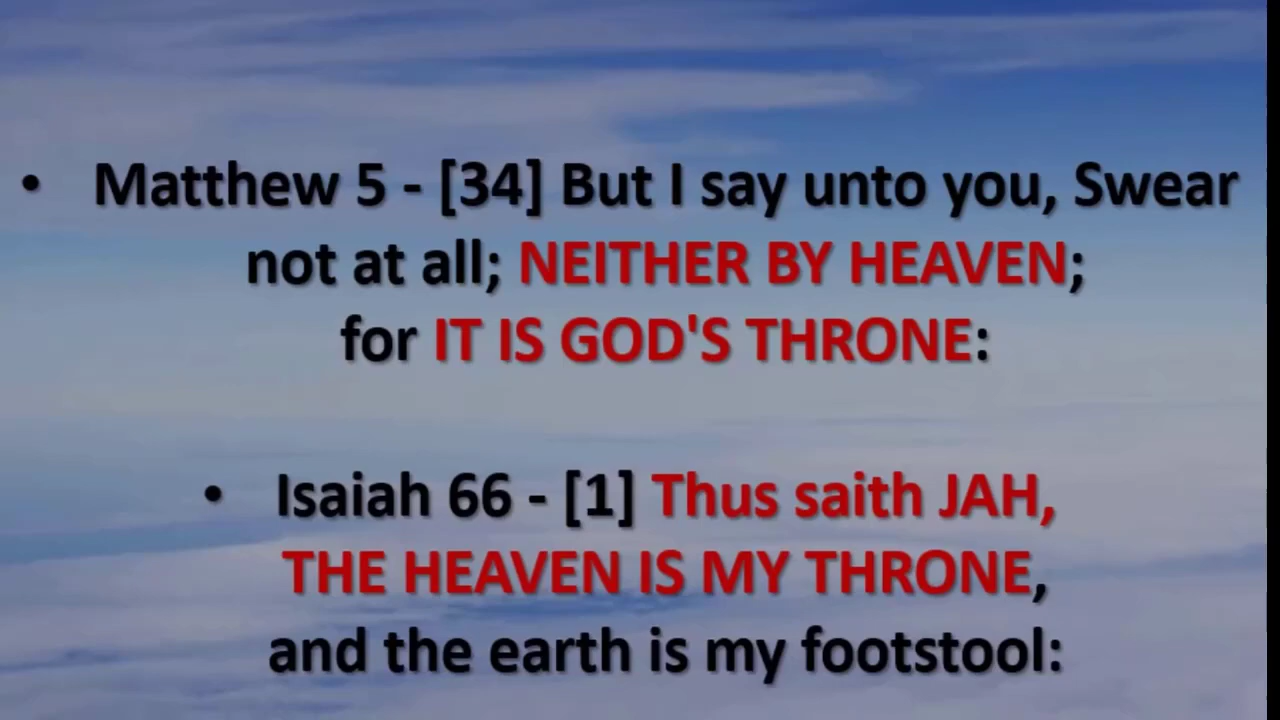 • Matthew 5 - [34] But I say unto you, Swear
not at all; NEITHER BY HEAVEN;
for IT IS GOD'S THRONE:
• Isaiah 66 - [1] Thus saith JAH,
THE HEAVEN IS MY THRONE,
and the earth is my footstool: